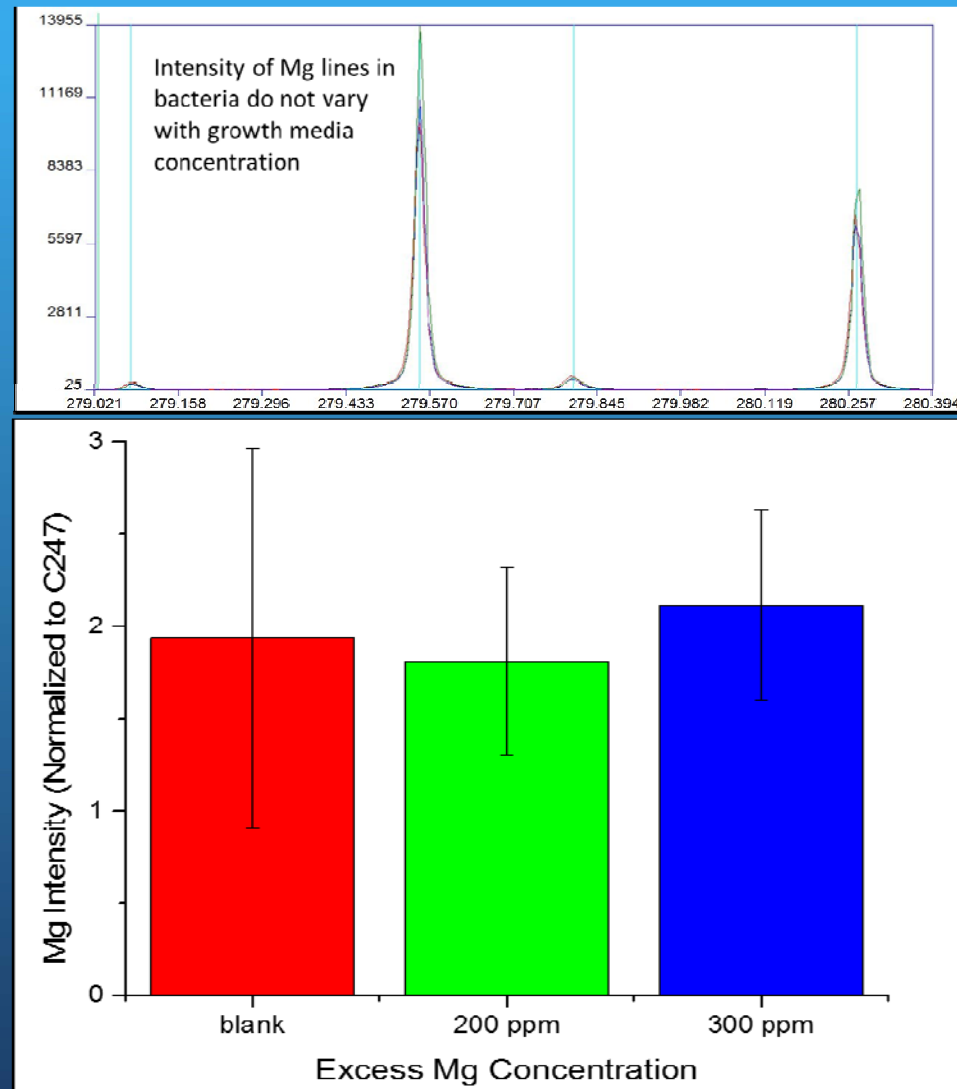 13955
11169
8383
5597
2811
25
Intensity of Mg lines in
bacteria do not vary
with growth media
concentration
279.021 279.158 279.296 279.433 279.570 279.707 279.845 279.982 280.119 280.257 280.394
Mg Intensity (Normalized to C247)
3
2
1
0
blank 200 ppm 300 ppm
Excess Mg Concentration